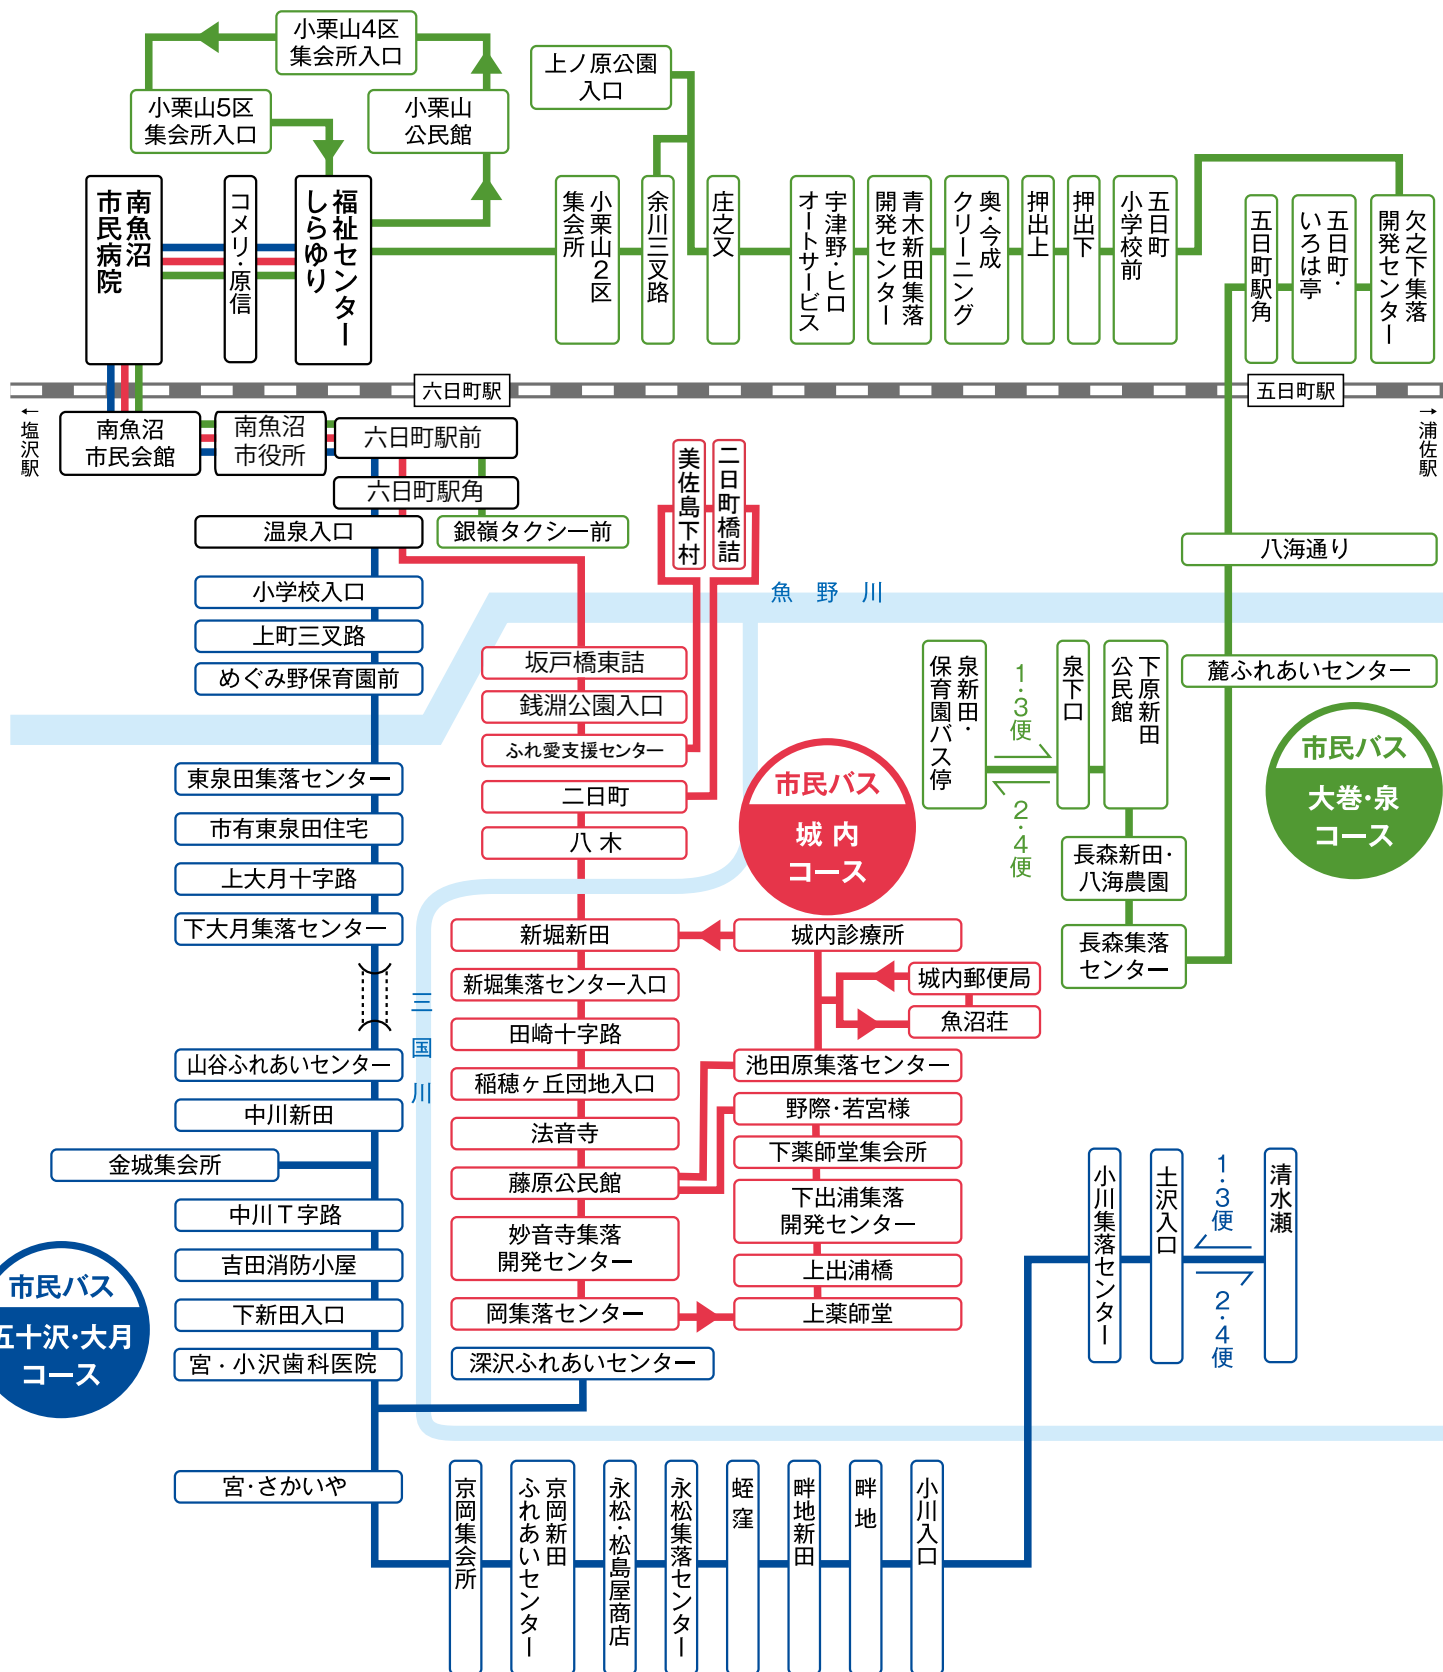 小栗山4区
集会所入口
小栗山5区
集会所入口
小栗山
公民館
上ノ原公園
入口
南魚沼
市民病院
コメリ・原信
福祉センター
しらゆり
小栗山2区
集会所
余川三叉路
庄之又
宇津野・ヒロ
オートサービス
青木新田集落
開発センター
奥・今成
クリーニング
押出上
押出下
五日町
小学校前
五日町駅角
五日町・
いろは亭
欠之下集落
開発センター
六日町駅
五日町駅
←塩沢駅
→浦佐駅
南魚沼
市民会館
南魚沼
市役所
六日町駅前
六日町駅角
温泉入口
銀嶺タクシー前
美佐島下村
二日町橋詰
八海通り
小学校入口
上町三叉路
めぐみ野保育園前
魚野川
坂戸橋東詰
銭淵公園入口
ふれ愛支援センター
二日町
八木
泉新田・
保育園バス停
1・3便
2・4便
泉下口
下原新田
公民館
麓ふれあいセンター
市民バス
大巻・泉
コース
長森新田・
八海農園
長森集落
センター
市民バス
城内
コース
東泉田集落センター
市有東泉田住宅
上大月十字路
下大月集落センター
三国川
新堀新田
城内診療所
新堀集落センター入口
城内郵便局
魚沼荘
田崎十字路
池田原集落センター
稲穂ヶ丘団地入口
野際・若宮様
法音寺
下薬師堂集会所
藤原公民館
下出浦集落
開発センター
妙音寺集落
開発センター
上出浦橋
岡集落センター
上薬師堂
深沢ふれあいセンター
山谷ふれあいセンター
中川新田
金城集会所
中川T字路
吉田消防小屋
下新田入口
宮・小沢歯科医院
市民バス
五十沢・大月
コース
宮・さかいや
京岡集会所
京岡新田
ふれあいセンター
永松・松島屋商店
永松集落センター
蛭窪
畔地新田
畔地
小川入口
小川集落センター
土沢入口
1・3便
2・4便
清水瀬